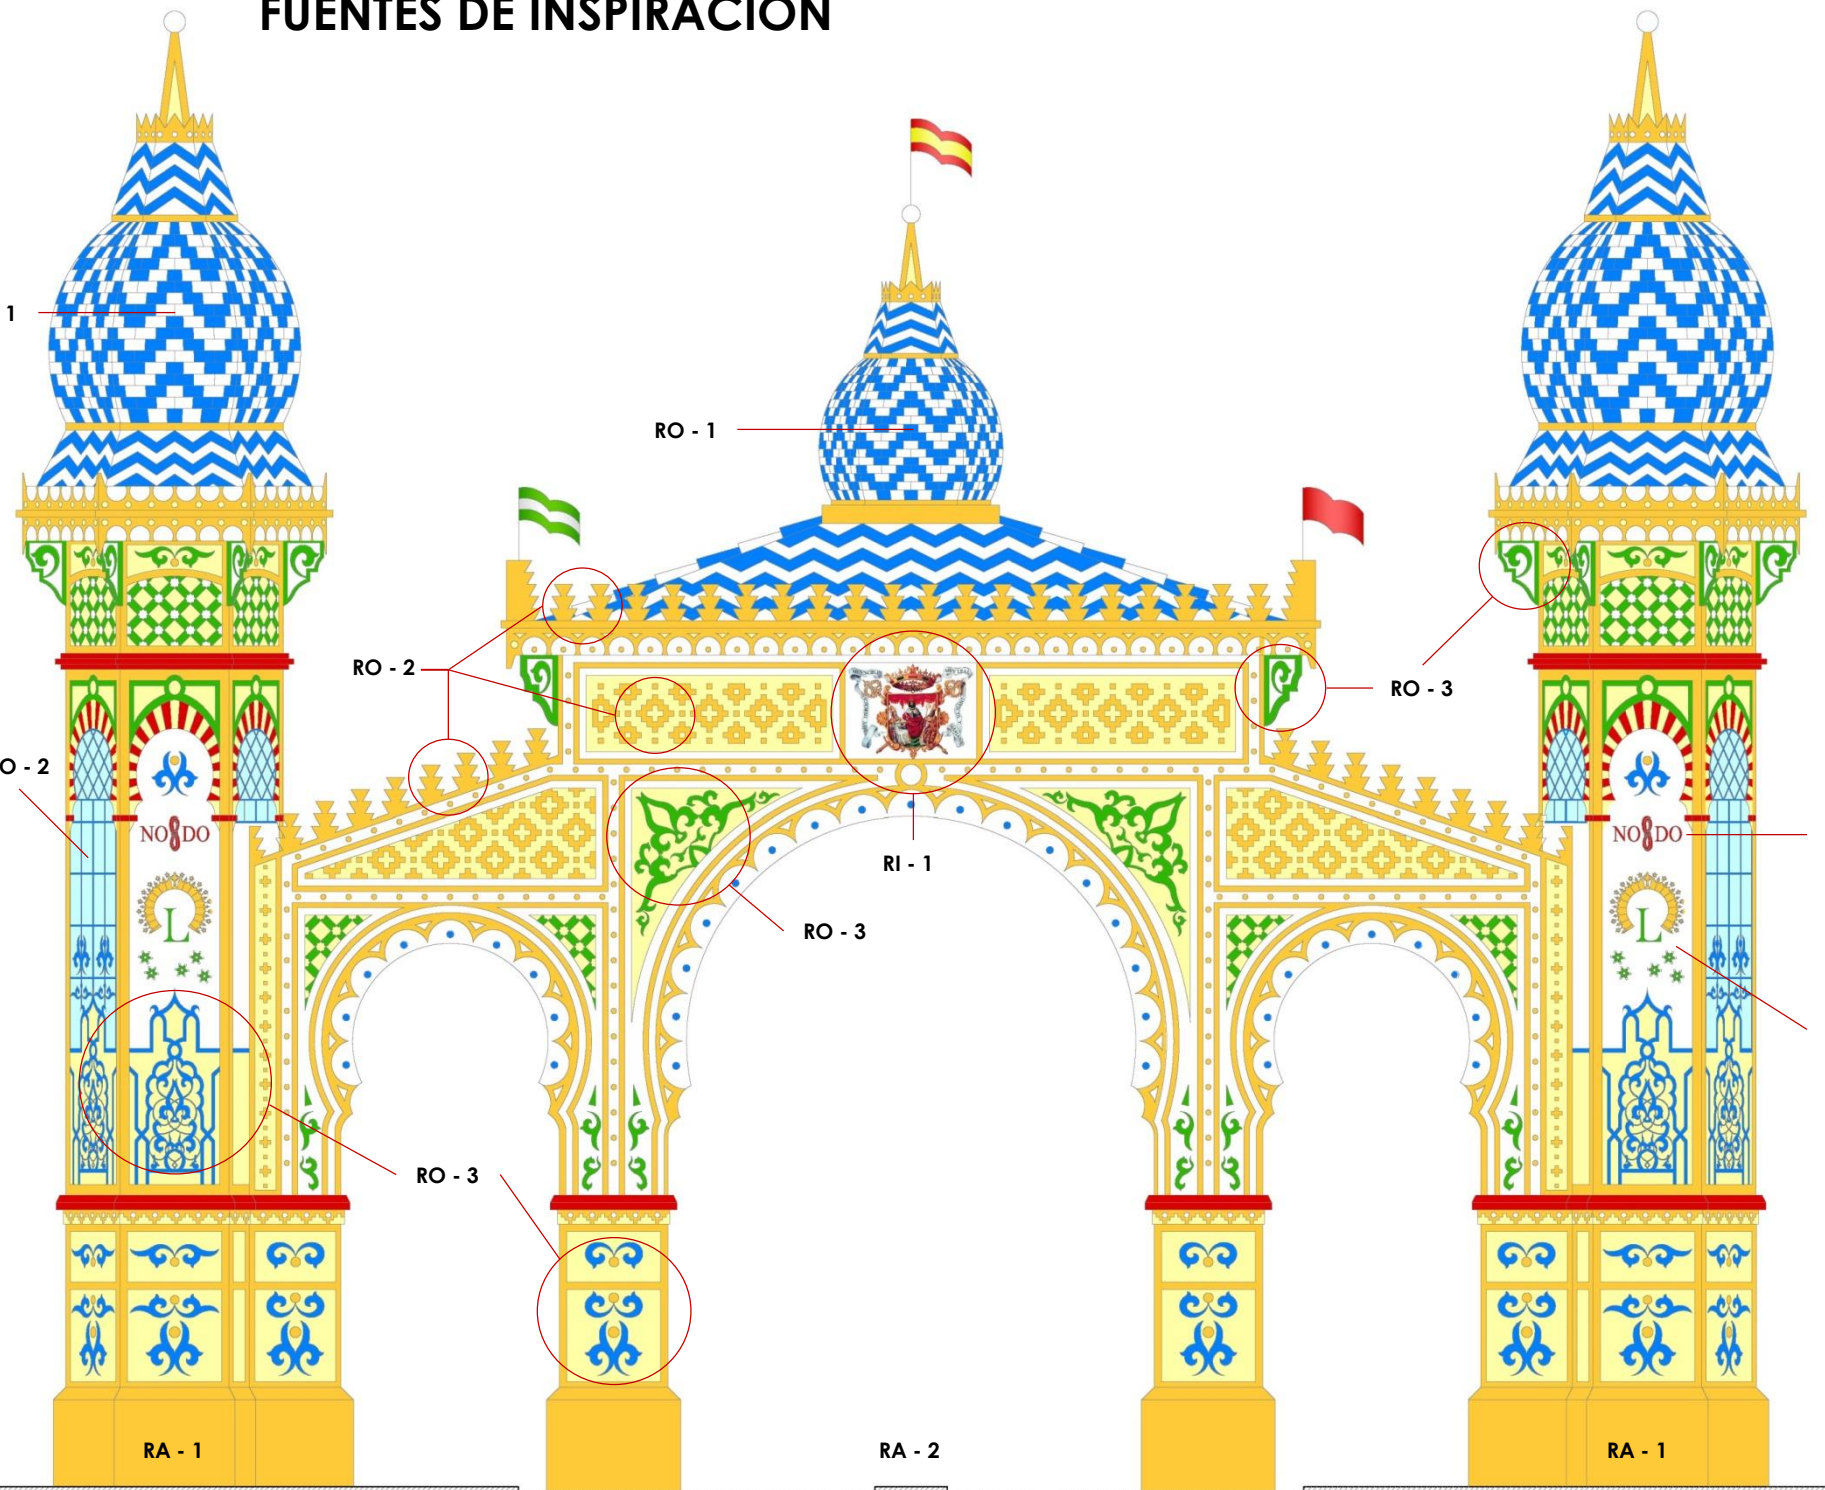 FUENTES DE INSPIRACIÓN
1
RO - 1
RO - 2
RO - 3
O - 2
NO8DO
NO8DO
RI - 1
L
L
RO - 3
RO - 3
RA - 1
RA - 2
RA - 1